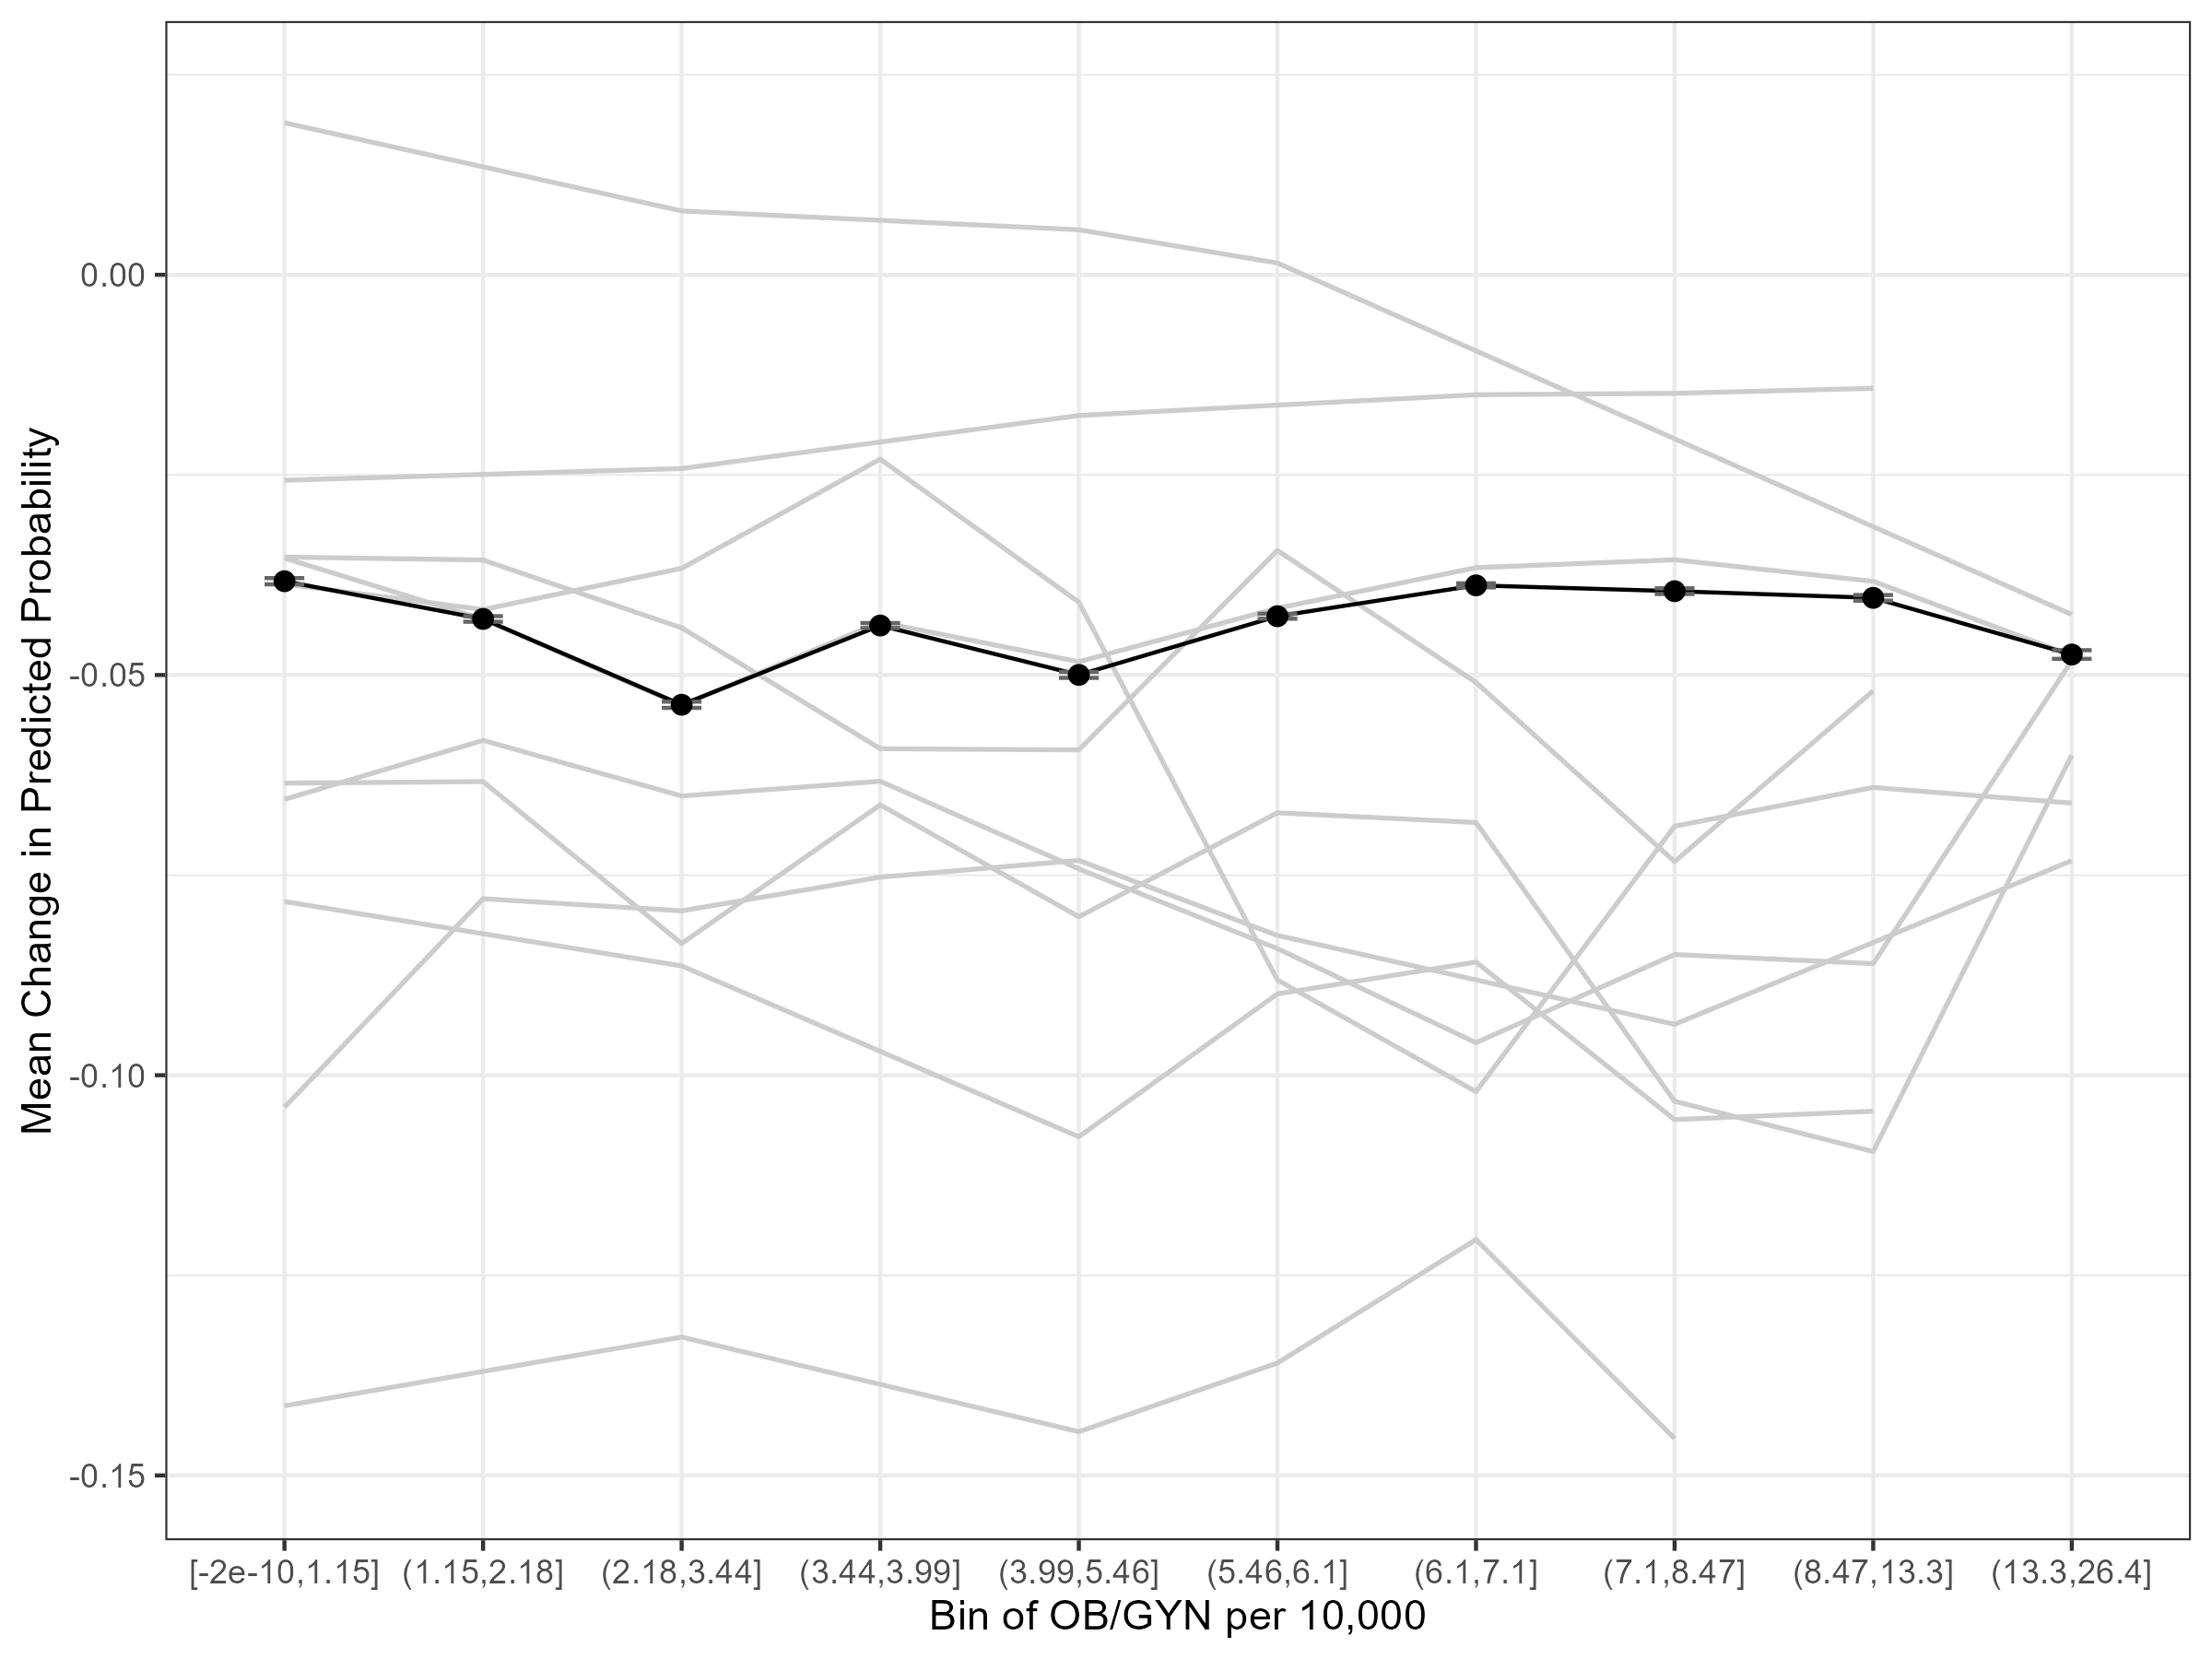 Mean Change in Predicted Probability
0.00
-0.05
-0.10
-0.15
[-2e-10,1.15] (1.15,2.18] (2.18,3.44] (3.44,3.99] (3.99,5.46] (5.46,6.1] (6.1,7.1] (7.1,8.47] (8.47,13.3] (13.3,26.4]
Bin of OB/GYN per 10,000